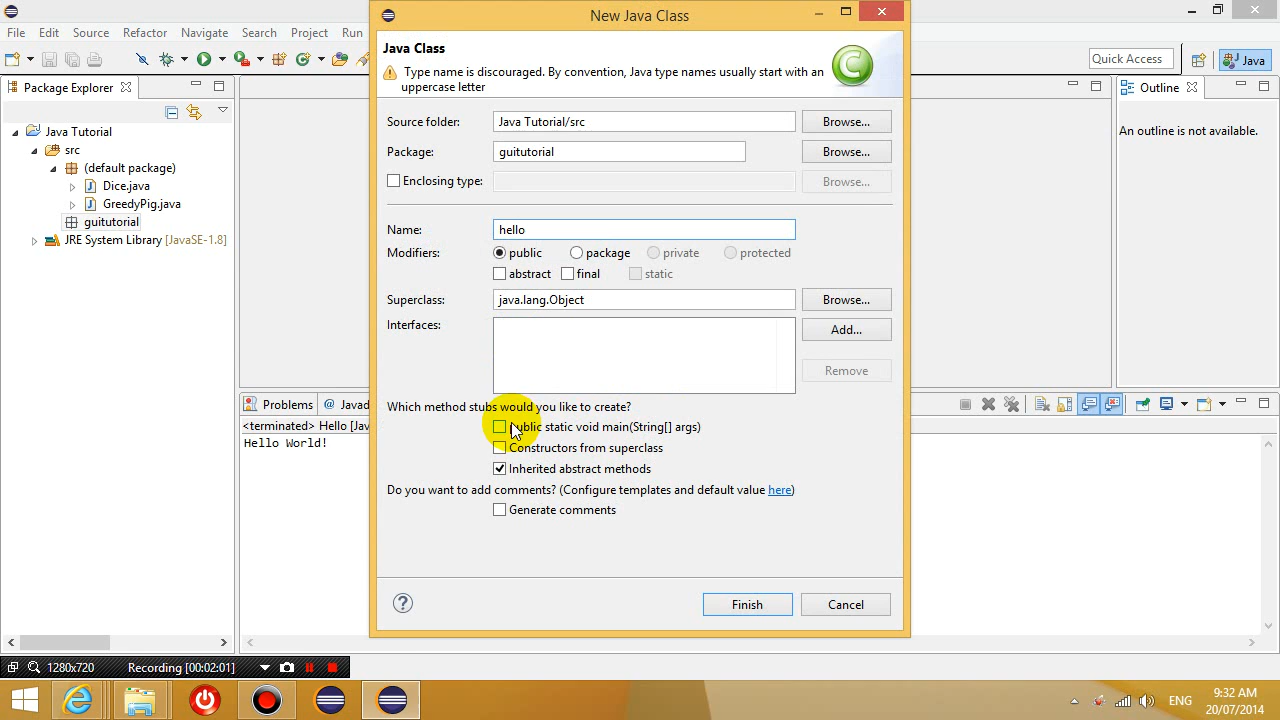 New Java Class
File Edit Source Refactor Navigate Search Project Run
Quick Access
Java
Package Explorer
Java Tutorial
src
(default package)
Dice.java
GreedyPig.java
guitutorial
JRE System Library [JavaSE-1.8]
Java Class
Type name is discouraged. By convention, Java type names usually start with an
uppercase letter
Source folder: Java Tutorial/src Browse...
Package: guitutorial Browse...
Enclosing type: Browse...
Name: hello
Modifiers: public package private protected
abstract final static
Superclass: java.lang.Object Browse...
Interfaces: Add...
Remove
Which method stubs would you like to create?
public static void main(String[] args)
Constructors from superclass
Inherited abstract methods
Do you want to add comments? (Configure templates and default value here)
Generate comments
Finish Cancel
Outline
An outline is not available.
Problems @ Javad
<terminated> Hello [Jav
Hello World!
1280x720 Recording [00:02:01]
ENG
9:32 AM
20/07/2014